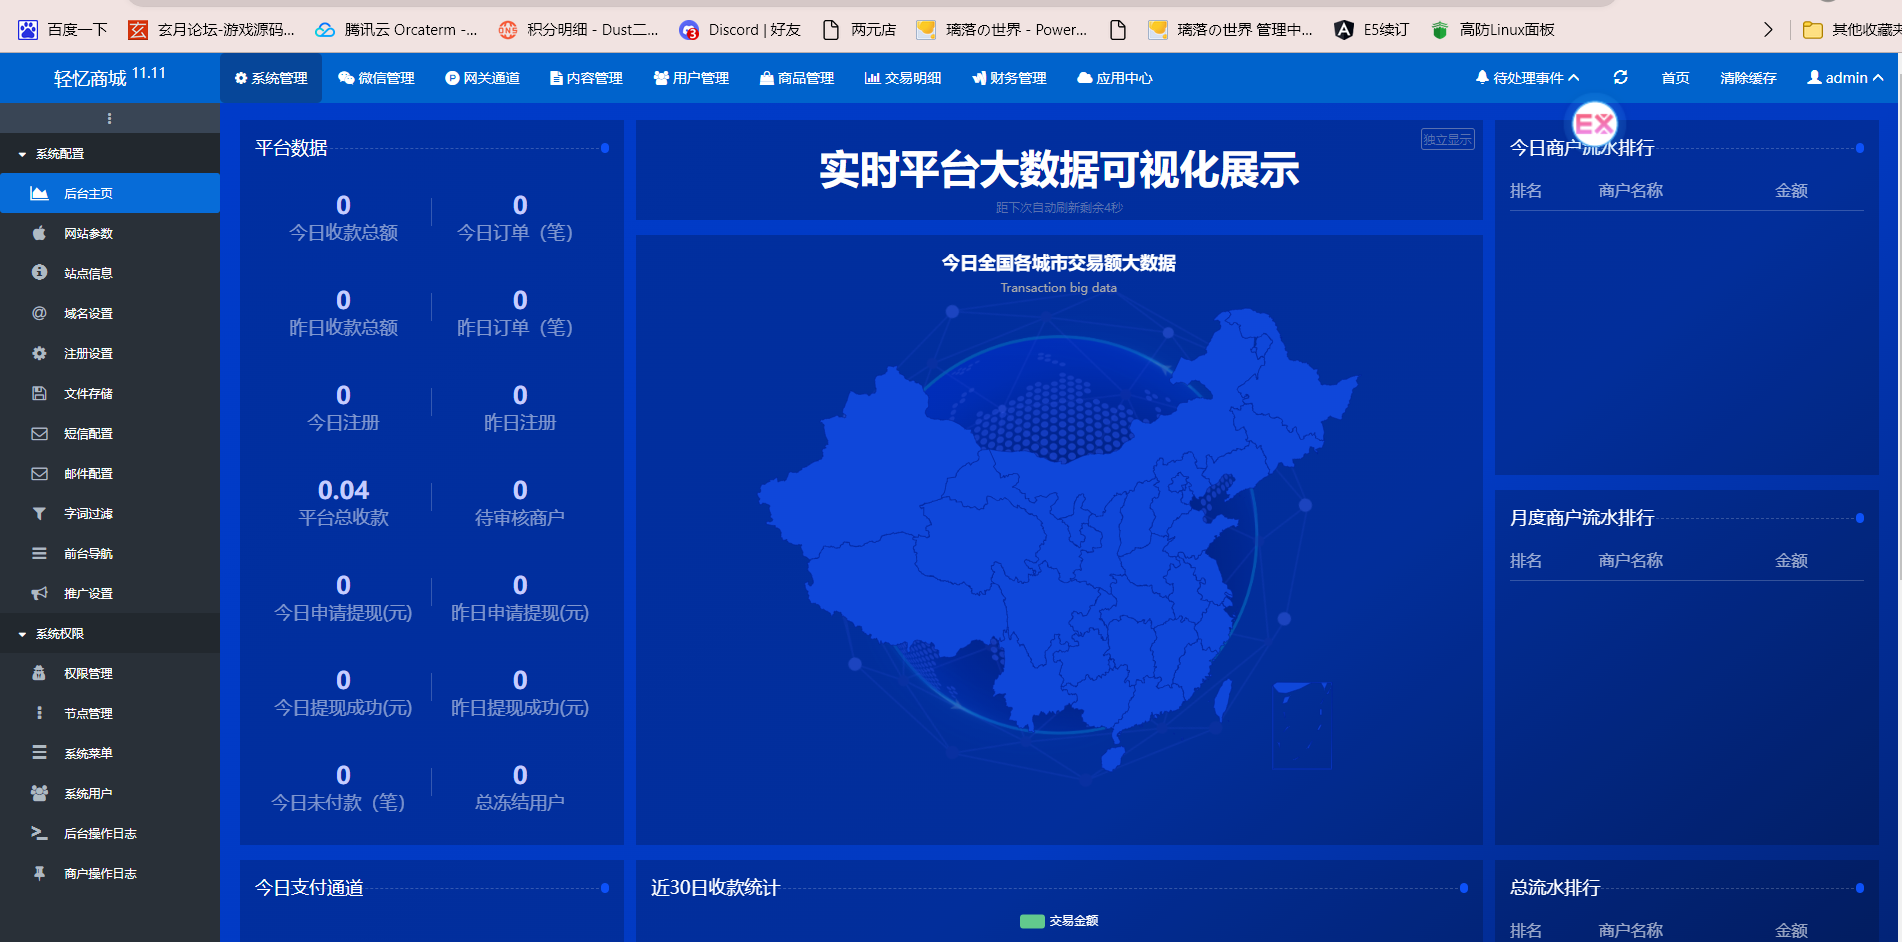 百度一下 玄月论坛-游戏源码... 腾讯云 Orcaterm -... 积分明细 - Dust二... Discord | 好友 两元店 璃落の世界 - Power... 璃落の世界 管理中... E5续订 高防Linux面板 其他收藏夹
轻忆商城 11.11 系统管理 微信管理 网关通道 内容管理 用户管理 商品管理 交易明细 财务管理 应用中心 待处理事件 首页 清除缓存 admin
系统配置
后台主页
网站参数
站点信息
域名设置
注册设置
文件存储
短信配置
邮件配置
字词过滤
前台导航
推广设置
系统权限
权限管理
节点管理
系统菜单
系统用户
后台操作日志
商户操作日志
平台数据
0 0
今日收款总额 今日订单（笔）
0 0
昨日收款总额 昨日订单（笔）
0 0
今日注册 昨日注册
0.04 0
平台总收款 待审核商户
0 0
今日申请提现(元) 昨日申请提现(元)
0 0
今日提现成功(元) 昨日提现成功(元)
0 0
今日未付款（笔） 总冻结用户
今日支付通道
独立显示
实时平台大数据可视化展示
距下次自动刷新剩余4秒
今日全国各城市交易额大数据
Transaction big data
近30日收款统计
交易金额
EX
今日商户流水排行
排名 商户名称 金额
月度商户流水排行
排名 商户名称 金额
总流水排行
排名 商户名称 金额